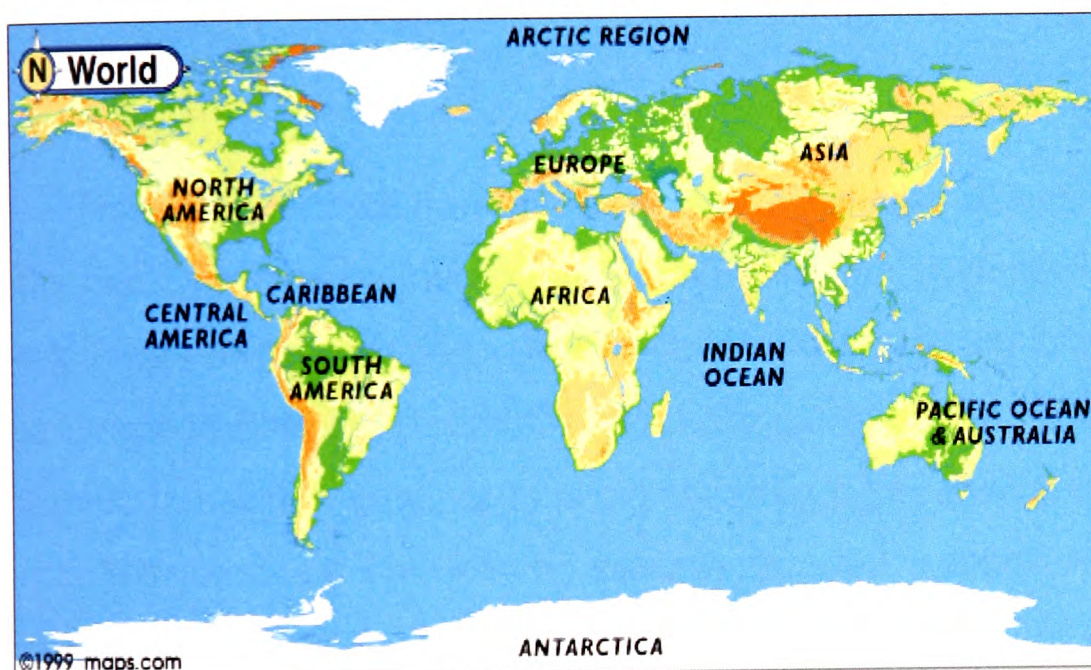 ARCTIC REGION
N World
EUROPE
ASIA
NORTH
AMERICA
AFRICA
CARIBBEAN
CENTRAL
AMERICA
INDIAN
OCEAN
SOUTH
AMERICA
PACIFIC OCEAN
& AUSTRALIA
ANTARCTICA
©1999 maps.com